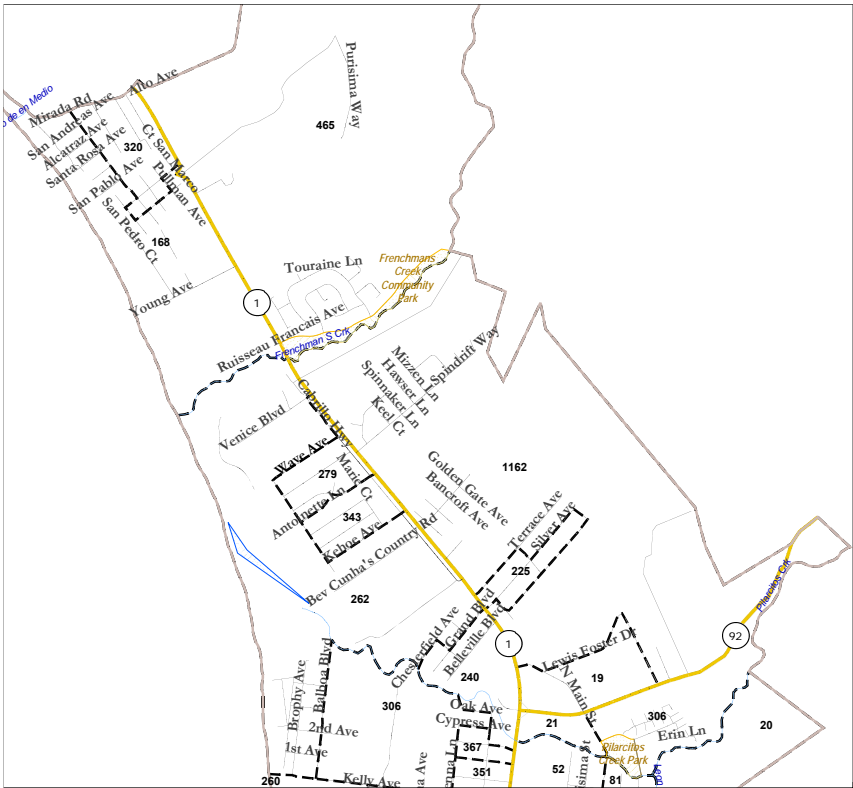 Purisima Way
465
Alto Ave
o de en Medio
Mirada Rd
San Andreas Ave
Alcatraz Ave
Santa Rosa Ave
320
Ct San Marco
San Pablo Ave
Pullman Ave
San Pedro Ct
168
Young Ave
Touraine Ln
Frenchmans
Creek
Community
Park
1
Ruisseau Francais Ave
Frenchman S Crk
Mizzen Ln
Hawser Ln
Spinnaker Ln
Keel Ct
Spindrift Way
Cabrillo Hwy
Venice Blvd
Wave Ave
279
Marie Ct
Antoinette Ln
343
Kehoe Ave
Golden Gate Ave
Bancroft Ave
1162
Terrace Ave
Silver Ave
225
Bev Cunha's Country Rd
262
Chesterfield Ave
Grand Blvd
Belleville Blvd
1
Pilarcitos Crk
92
Lewis Foster Dr
19
N Main St
240
Oak Ave
Cypress Ave
21
306
Erin Ln
20
Brophy Ave
Balboa Blvd
306
2nd Ave
1st Ave
367
351
52
81
Pilarcitos
Creek Park
260
Kelly Ave